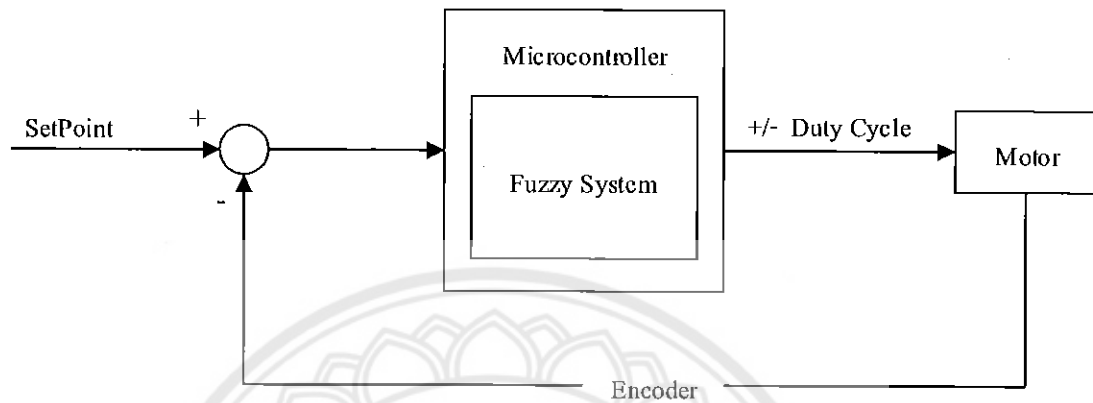 Microcontroller
SetPoint
+
+/- Duty Cycle
Motor
Fuzzy System
-
Encoder